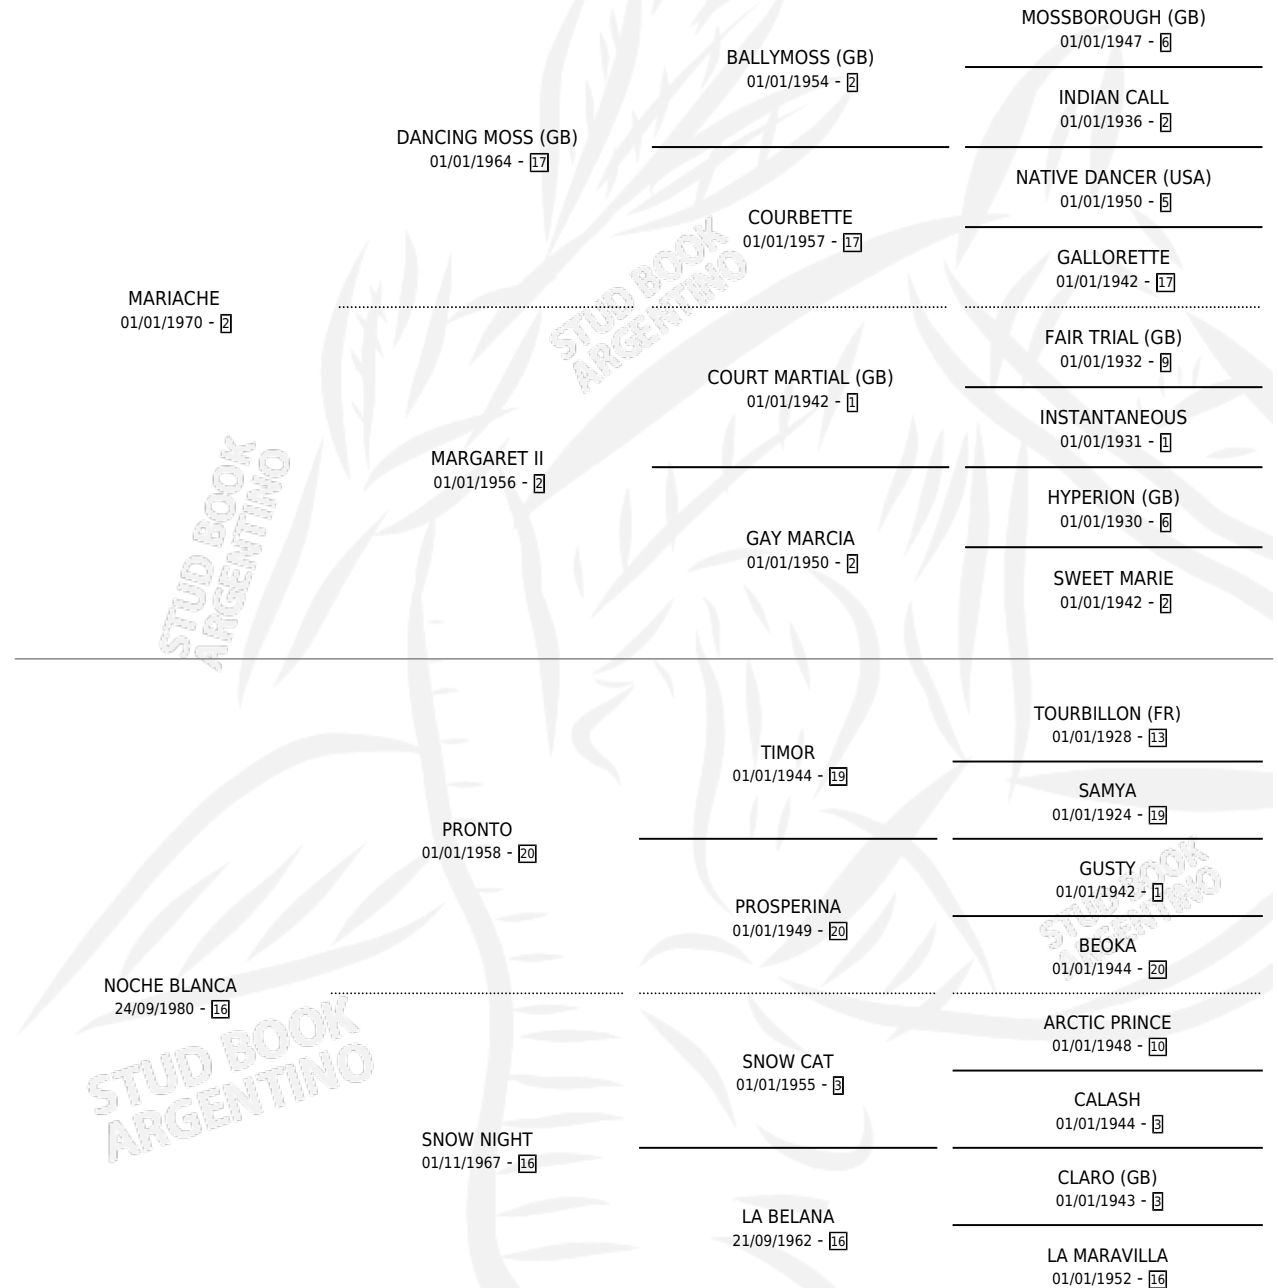 MOSSBOROUGH (GB)
01/01/1947 - 6
BALLYMOSS (GB)
01/01/1954 - 2
INDIAN CALL
01/01/1936 - 2
DANCING MOSS (GB)
01/01/1964 - 17
NATIVE DANCER (USA)
01/01/1950 - 5
COURBETTE
01/01/1957 - 17
GALLORETTE
01/01/1942 - 17
MARIACHE
01/01/1970 - 2
FAIR TRIAL (GB)
01/01/1932 - 9
COURT MARTIAL (GB)
01/01/1942 - 1
INSTANTANEOUS
01/01/1931 - 1
MARGARET II
01/01/1956 - 2
HYPERION (GB)
01/01/1930 - 6
GAY MARCIA
01/01/1950 - 2
SWEET MARIE
01/01/1942 - 2
TOURBILLON (FR)
01/01/1928 - 13
TIMOR
01/01/1944 - 19
SAMYA
01/01/1924 - 19
PRONTO
01/01/1958 - 20
GUSTY
01/01/1942 - 1
PROSPERINA
01/01/1949 - 20
BEOKA
01/01/1944 - 20
NOCHE BLANCA
24/09/1980 - 16
ARCTIC PRINCE
01/01/1948 - 10
SNOW CAT
01/01/1955 - 3
CALASH
01/01/1944 - 3
SNOW NIGHT
01/11/1967 - 16
CLARO (GB)
01/01/1943 - 3
LA BELANA
21/09/1962 - 16
LA MARAVILLA
01/01/1952 - 16
STUD BOOK
ARGENTINO
STUD BOOK
ARGENTINO
STUD BOOK
ARGENTINO
STUD BOOK
ARGENTINO